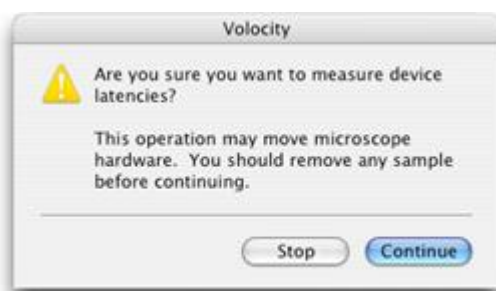 Volocity
Are you sure you want to measure device
latencies?
This operation may move microscope
hardware. You should remove any sample
before continuing.
Stop
Continue